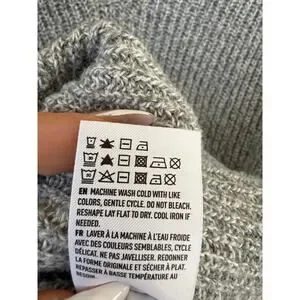 EN MACHINE WASH COLD WITH LIKE
COLORS, GENTLE CYCLE. DO NOT BLEACH.
RESHAPE LAY FLAT TO DRY. COOL IRON IF
NEEDED.
FR LAVER À LA MACHINE À L'EAU FROIDE
AVEC DES COULEURS SEMBLABLES, CYCLE
DÉLICAT. NE PAS JAVELLISER. REDONNER
LA FORME ORIGINALE ET SÉCHER À PLAT.
REPASSER À BASSE TEMPÉRATURE AU
BESOIN.